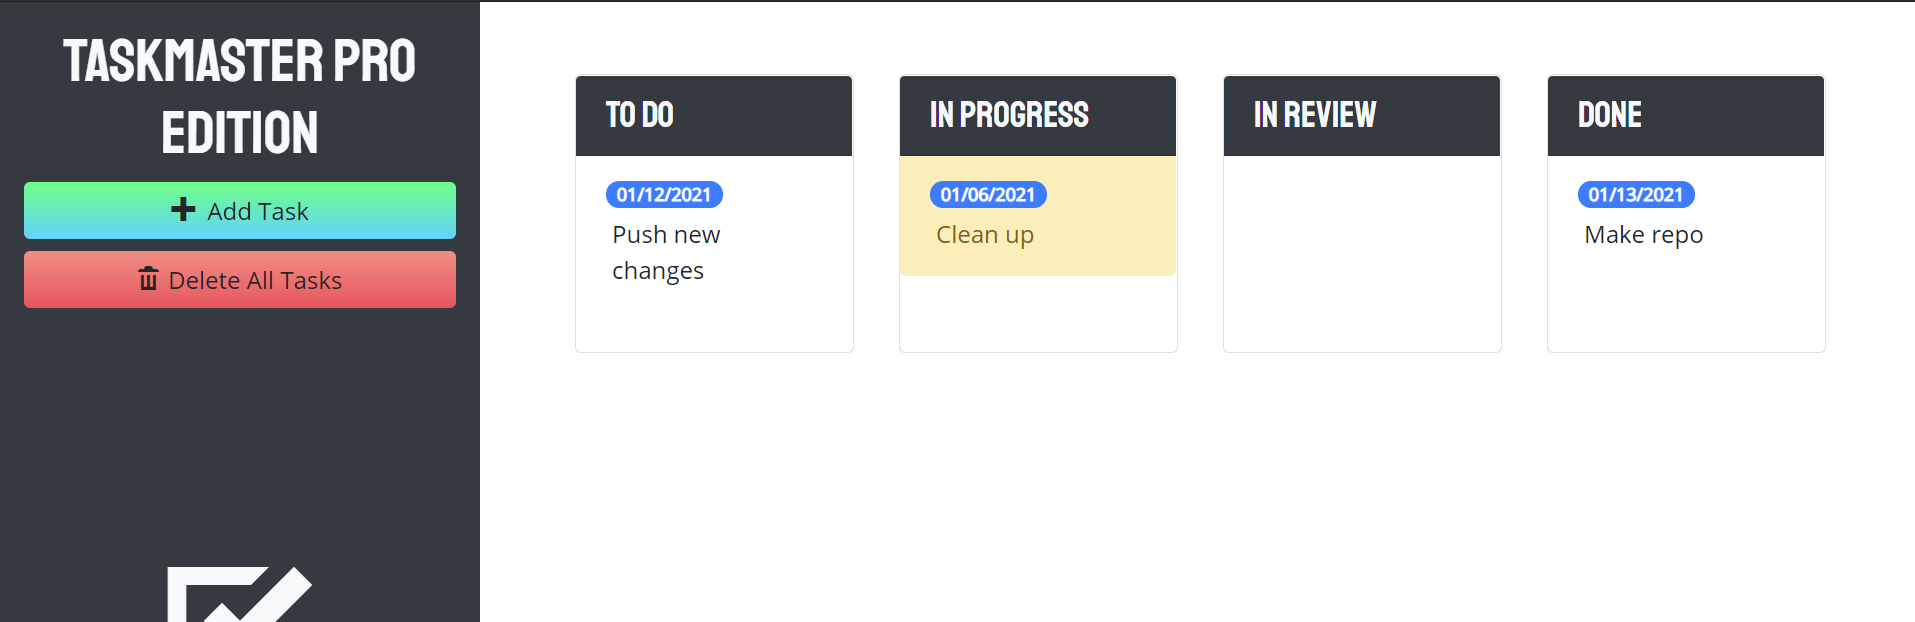 TASKMASTER PRO
EDITION
Add Task
Delete All Tasks
TO DO
01/12/2021
Push new
changes
IN PROGRESS
01/06/2021
Clean up
IN REVIEW
DONE
01/13/2021
Make repo